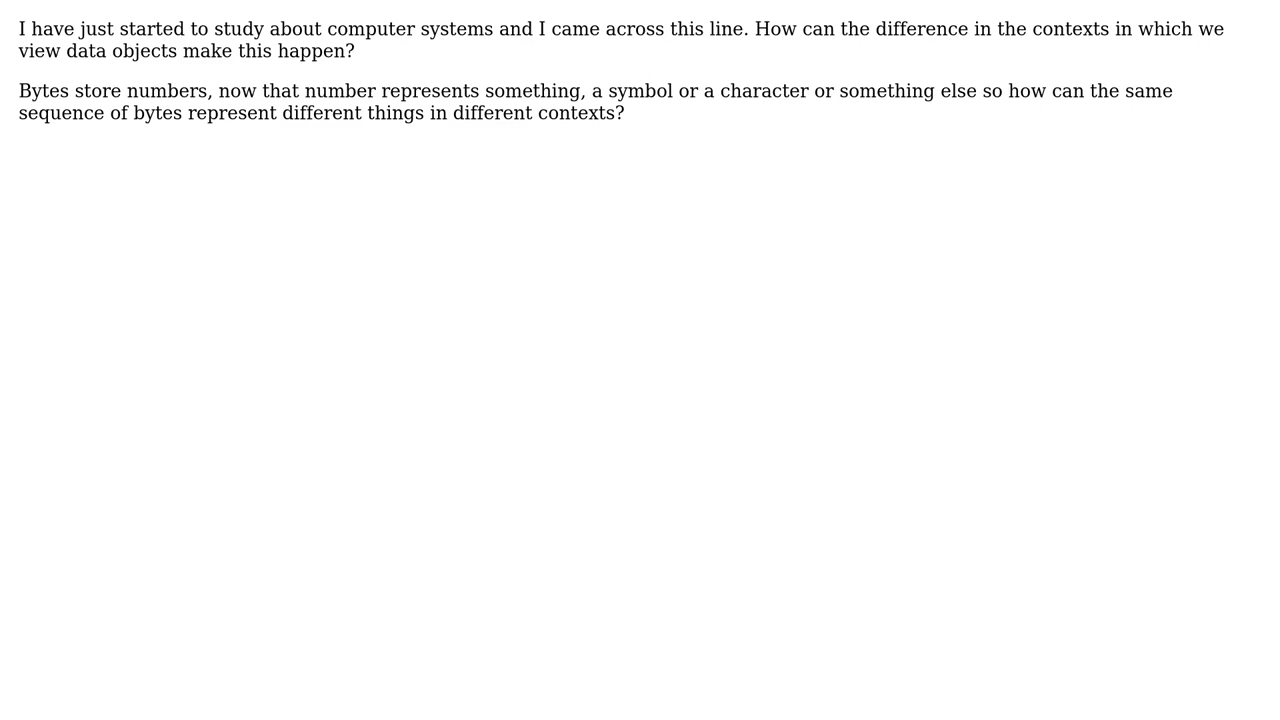 I have just started to study about computer systems and I came across this line. How can the difference in the contexts in which we
view data objects make this happen?
Bytes store numbers, now that number represents something, a symbol or a character or something else so how can the same
sequence of bytes represent different things in different contexts?